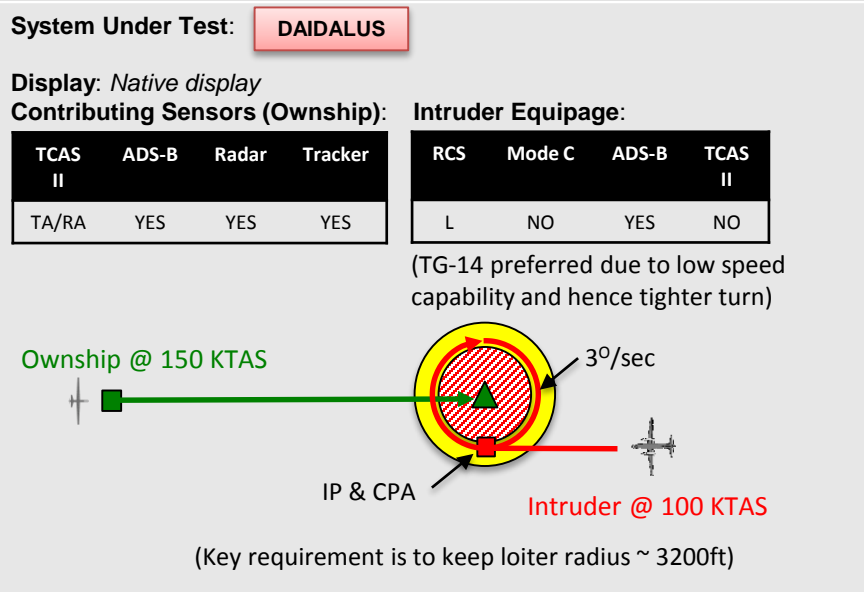 System Under Test: DAIDALUS
Display: Native display
Contributing Sensors (Ownship): Intruder Equipage:
TCAS II ADS-B Radar Tracker
TA/RA YES YES YES
RCS Mode C ADS-B TCAS II
L NO YES NO
(TG-14 preferred due to low speed
capability and hence tighter turn)
Ownship @ 150 KTAS
3⁰/sec
IP & CPA
Intruder @ 100 KTAS
(Key requirement is to keep loiter radius ~ 3200ft)